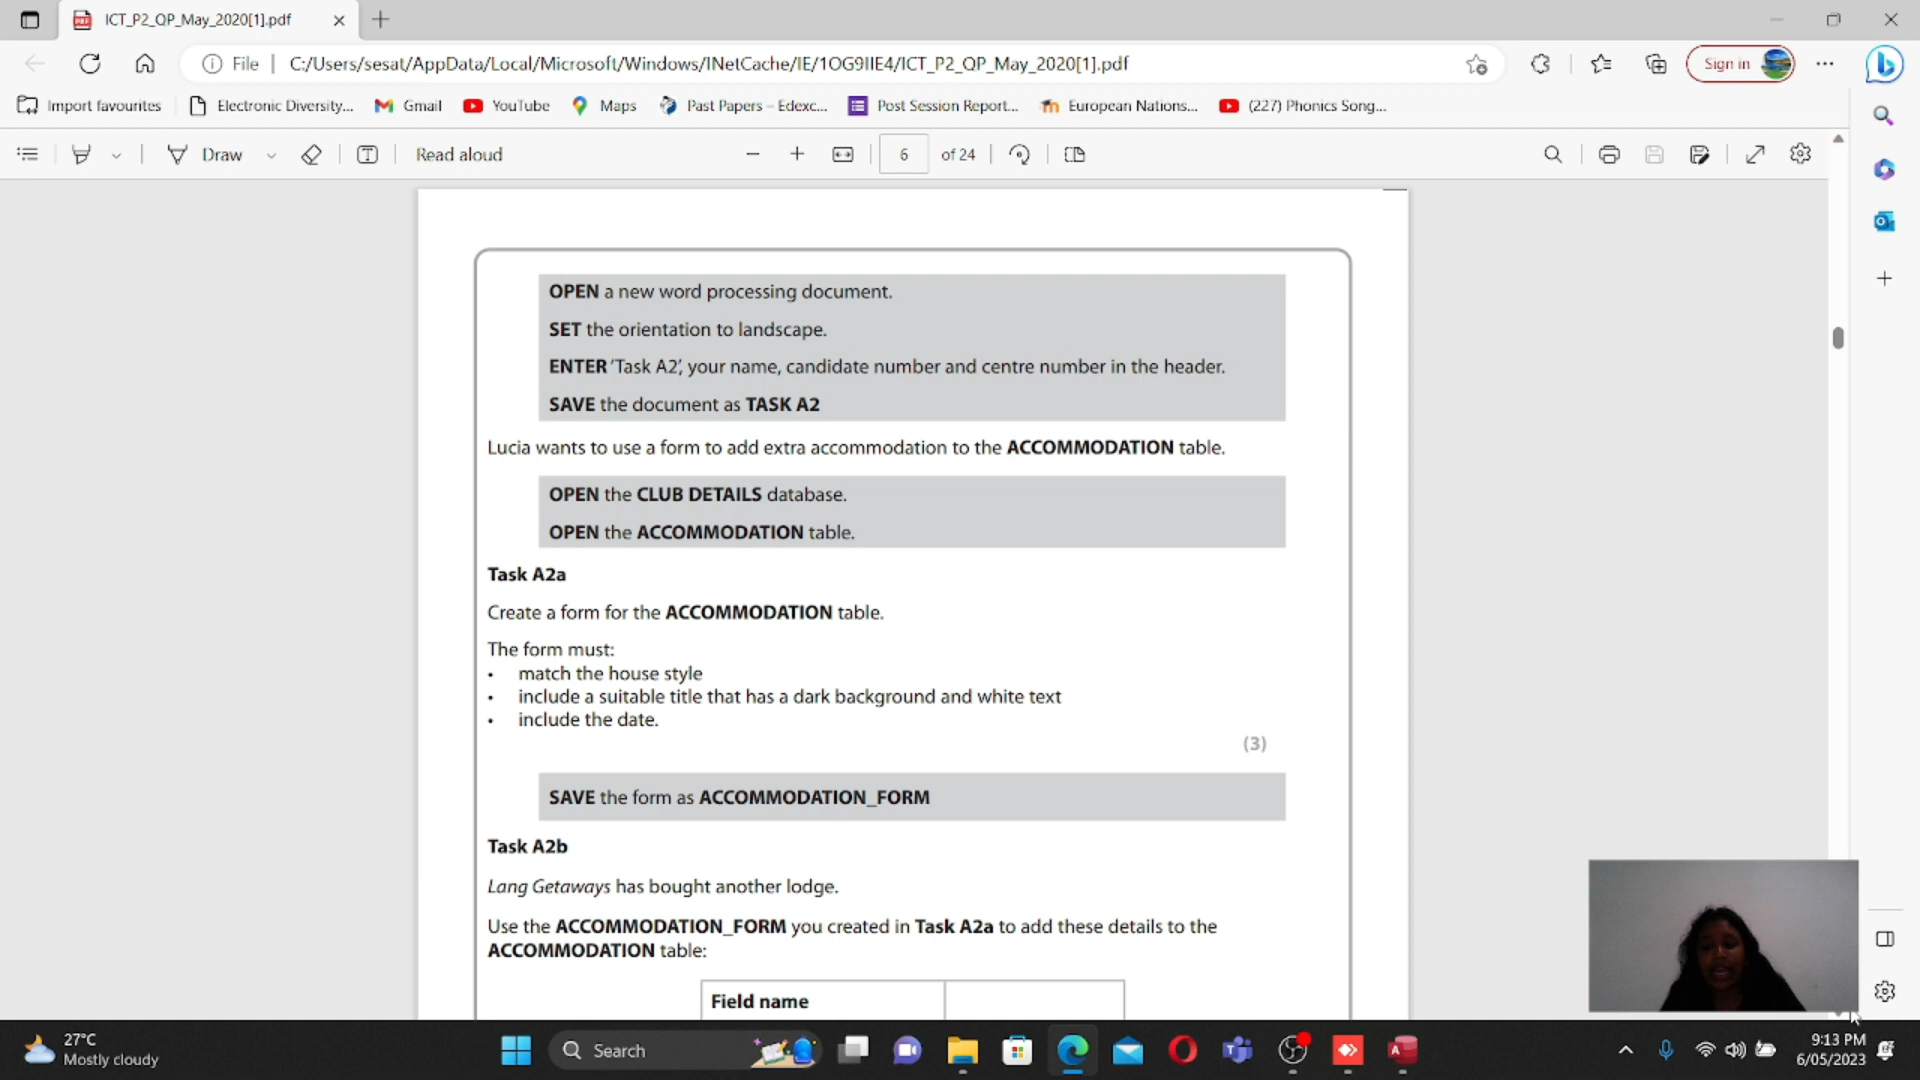 ICT_P2_QP_May_2020[1].pdf
File
C:/Users/sesat/AppData/Local/Microsoft/Windows/INetCache/IE/1OG9IIE4/ICT_P2_QP_May_2020[1].pdf
Sign in
Import favourites
Electronic Diversity...
Gmail
YouTube
Maps
Past Papers – Edexc...
Post Session Report...
European Nations...
(227) Phonics Song...
Draw
Read aloud
6
of 24
OPEN a new word processing document.
SET the orientation to landscape.
ENTER ‘Task A2’, your name, candidate number and centre number in the header.
SAVE the document as TASK A2
Lucia wants to use a form to add extra accommodation to the ACCOMMODATION table.
OPEN the CLUB DETAILS database.
OPEN the ACCOMMODATION table.
Task A2a
Create a form for the ACCOMMODATION table.
The form must:
• match the house style
• include a suitable title that has a dark background and white text
• include the date.
(3)
SAVE the form as ACCOMMODATION_FORM
Task A2b
Lang Getaways has bought another lodge.
Use the ACCOMMODATION_FORM you created in Task A2a to add these details to the
ACCOMMODATION table:
Field name
27°C
Mostly cloudy
Search
9:13 PM
6/05/2023